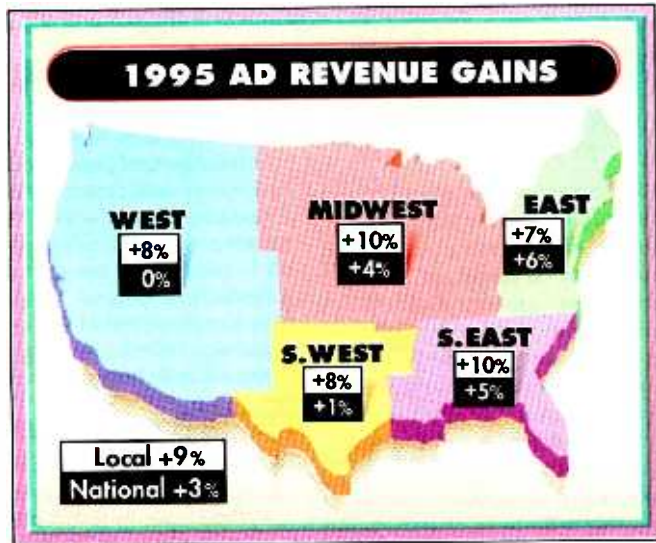 1995 AD REVENUE GAINS
WEST
+8%
0%
MIDWEST
+10%
+4%
EAST
+7%
+6%
S.WEST
+8%
+1%
S.EAST
+10%
+5%
Local +9%
National +3%